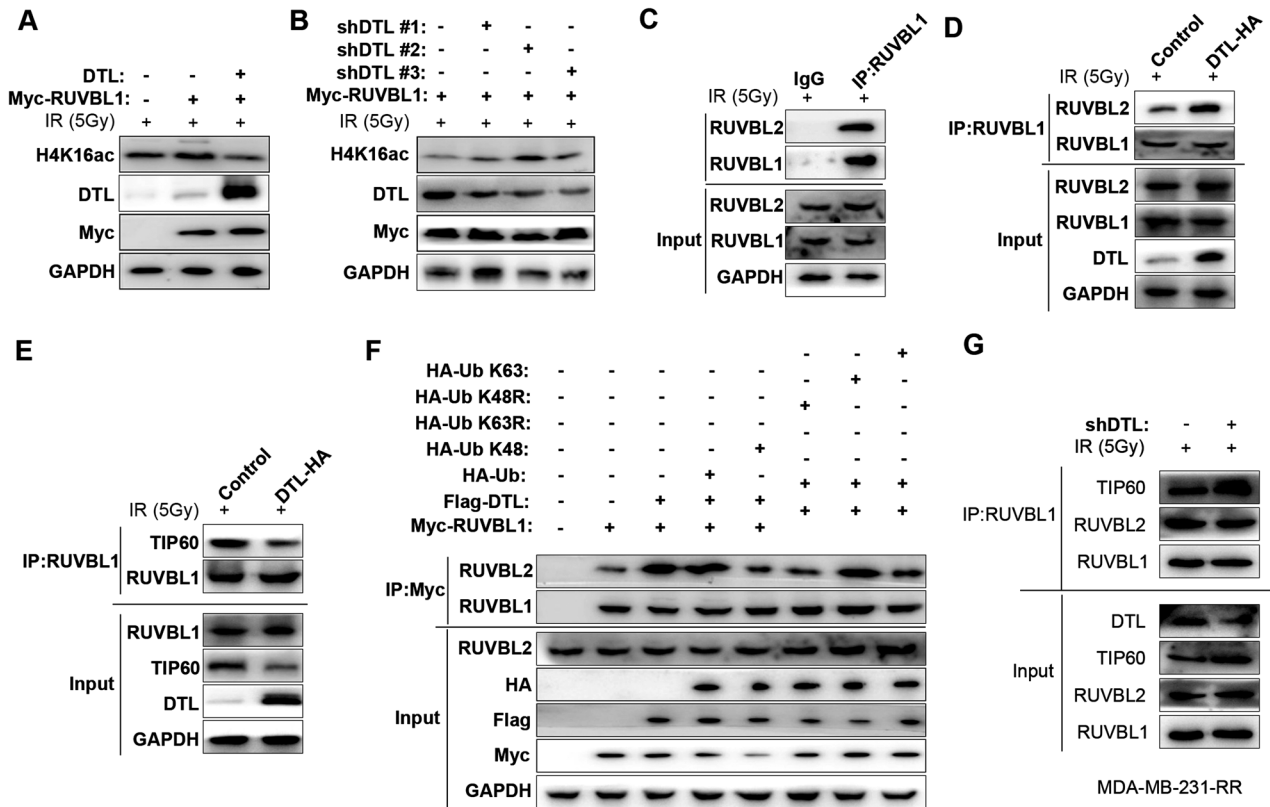 A
DTL: - - +
Myc-RUVBL1: - + +
IR (5Gy) + + +
H4K16ac
DTL
Myc
GAPDH
B
shDTL #1: - + - -
shDTL #2: - - + -
shDTL #3: - - - +
Myc-RUVBL1: + + + +
IR (5Gy) + + + +
H4K16ac
DTL
Myc
GAPDH
C
IgG IP:RUVBL1
IR (5Gy) + +
RUVBL2
RUVBL1
Input
RUVBL2
RUVBL1
GAPDH
D
Control DTL-HA
IR (5Gy) + +
IP:RUVBL1
RUVBL2
RUVBL1
Input
RUVBL2
RUVBL1
DTL
GAPDH
E
Control DTL-HA
IR (5Gy) + +
IP:RUVBL1
TIP60
RUVBL1
Input
RUVBL1
TIP60
DTL
GAPDH
F
HA-Ub K63: - - - - - - - +
HA-Ub K48R: - - - - - - + -
HA-Ub K63R: - - - - - + - -
HA-Ub K48: - - - - + - - -
HA-Ub: - - - + - - - -
Flag-DTL: - - + + + + + +
Myc-RUVBL1: - + + + + + + +
IP:Myc
RUVBL2
RUVBL1
Input
RUVBL2
HA
Flag
Myc
GAPDH
G
shDTL: - +
IR (5Gy) + +
IP:RUVBL1
TIP60
RUVBL2
RUVBL1
Input
DTL
TIP60
RUVBL2
RUVBL1
MDA-MB-231-RR